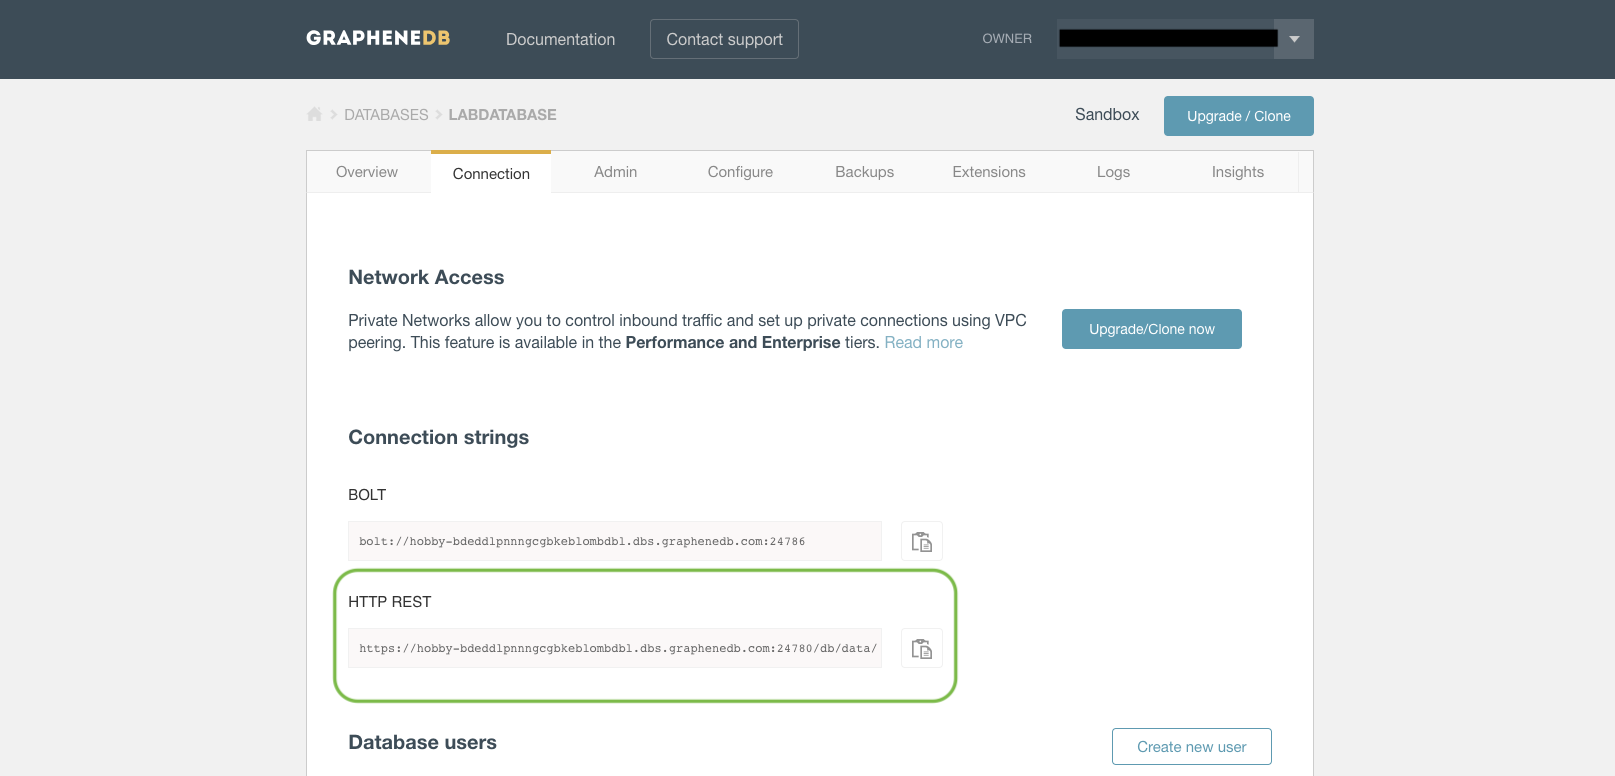 GRAPHENEDB Documentation Contact support OWNER
DATABASES > LABDATABASE Sandbox Upgrade / Clone
Overview Connection Admin Configure Backups Extensions Logs Insights
Network Access
Private Networks allow you to control inbound traffic and set up private connections using VPC
peering. This feature is available in the Performance and Enterprise tiers. Read more
Upgrade/Clone now
Connection strings
BOLT
bolt://hobby-bdeddlpnnngcgbkeblombdbl.dbs.graphenedb.com:24786
HTTP REST
https://hobby-bdeddlpnnngcgbkeblombdbl.dbs.graphenedb.com:24780/db/data/
Database users Create new user